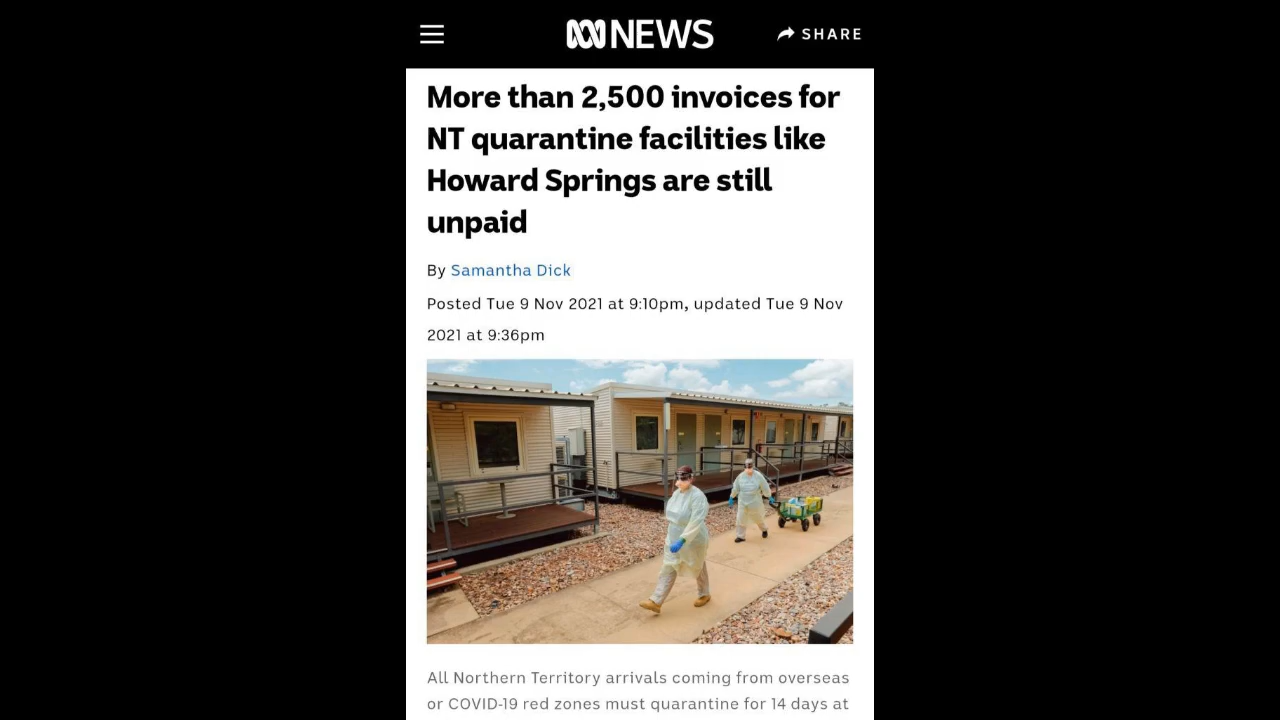 NEWS
SHARE
More than 2,500 invoices for
NT quarantine facilities like
Howard Springs are still
unpaid
By Samantha Dick
Posted Tue 9 Nov 2021 at 9:10pm, updated Tue 9 Nov
2021 at 9:36pm
All Northern Territory arrivals coming from overseas
or COVID-19 red zones must quarantine for 14 days at